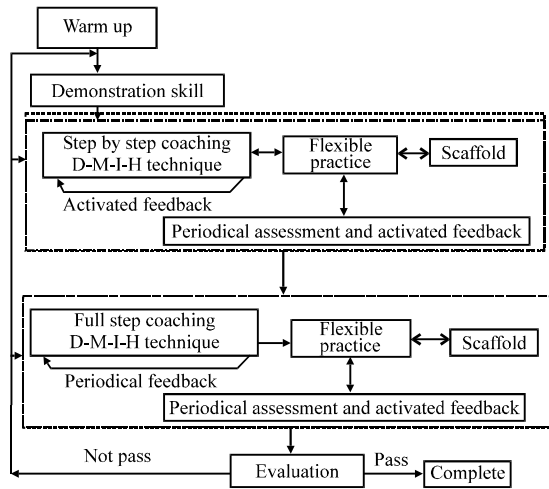 Warm up
Demonstration skill
Step by step coaching
D-M-I-H technique
Flexible
practice
Scaffold
Activated feedback
Periodical assessment and activated feedback
Full step coaching
D-M-I-H technique
Flexible
practice
Scaffold
Periodical feedback
Periodical assessment and activated feedback
Not pass
Evaluation
Pass
Complete